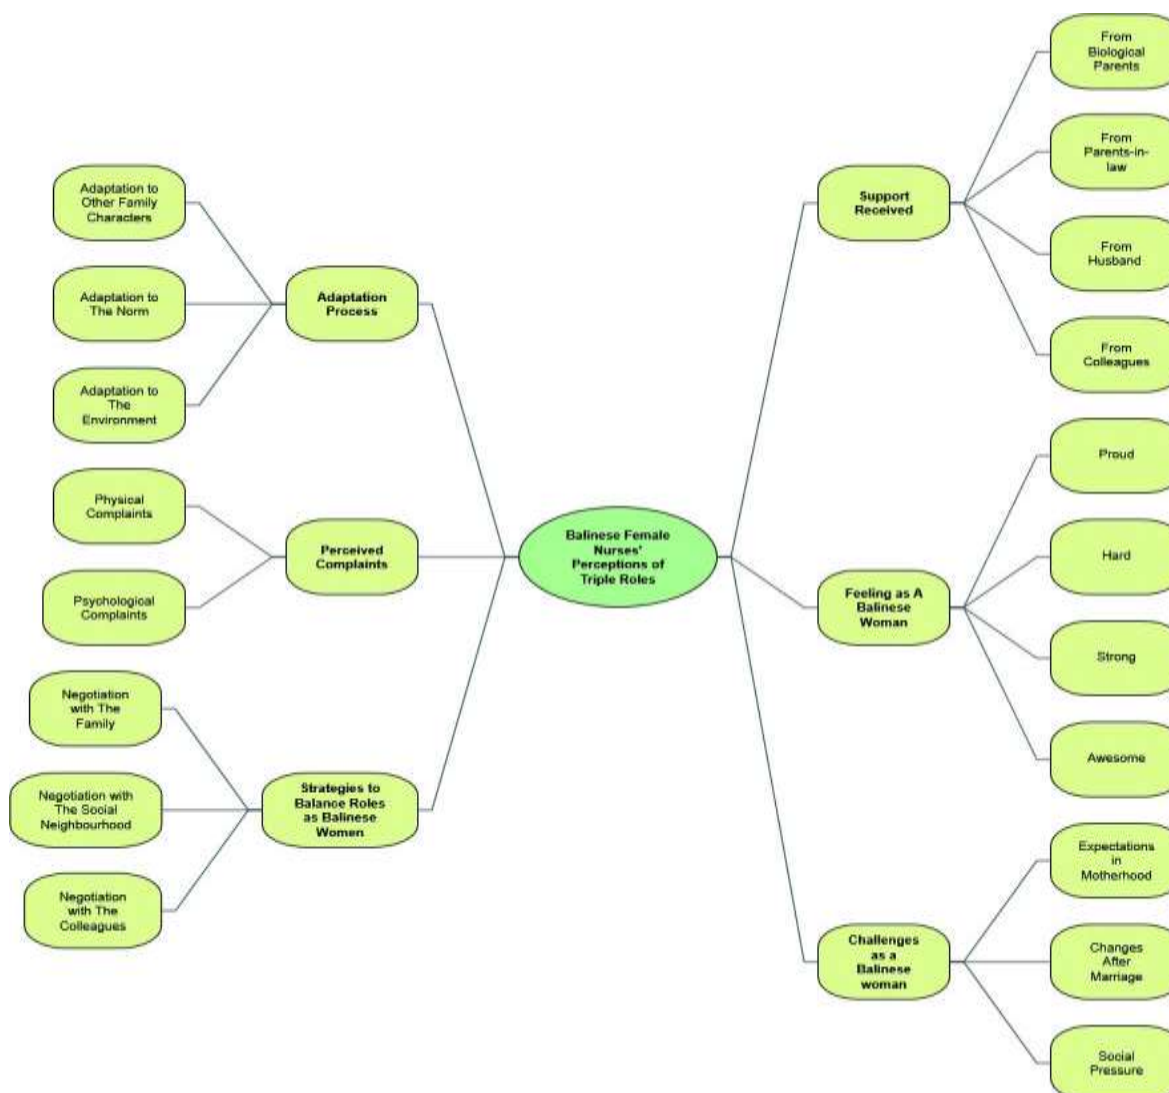 Adaptation to
Other Family
Characters
Adaptation to
The Norm
Adaptation to
The
Environment
Adaptation
Process
Physical
Complaints
Psychological
Complaints
Perceived
Complaints
Negotiation
with The
Family
Negotiation with
The Social
Neighbourhood
Negotiation
with The
Colleagues
Strategies to
Balance Roles
as Balinese
Women
Balinese Female
Nurses'
Perceptions of
Triple Roles
Support
Received
From
Biological
Parents
From
Parents-in-
law
From
Husband
From
Colleagues
Feeling as A
Balinese
Woman
Proud
Hard
Strong
Awesome
Challenges
as a
Balinese
woman
Expectations
in
Motherhood
Changes
After
Marriage
Social
Pressure